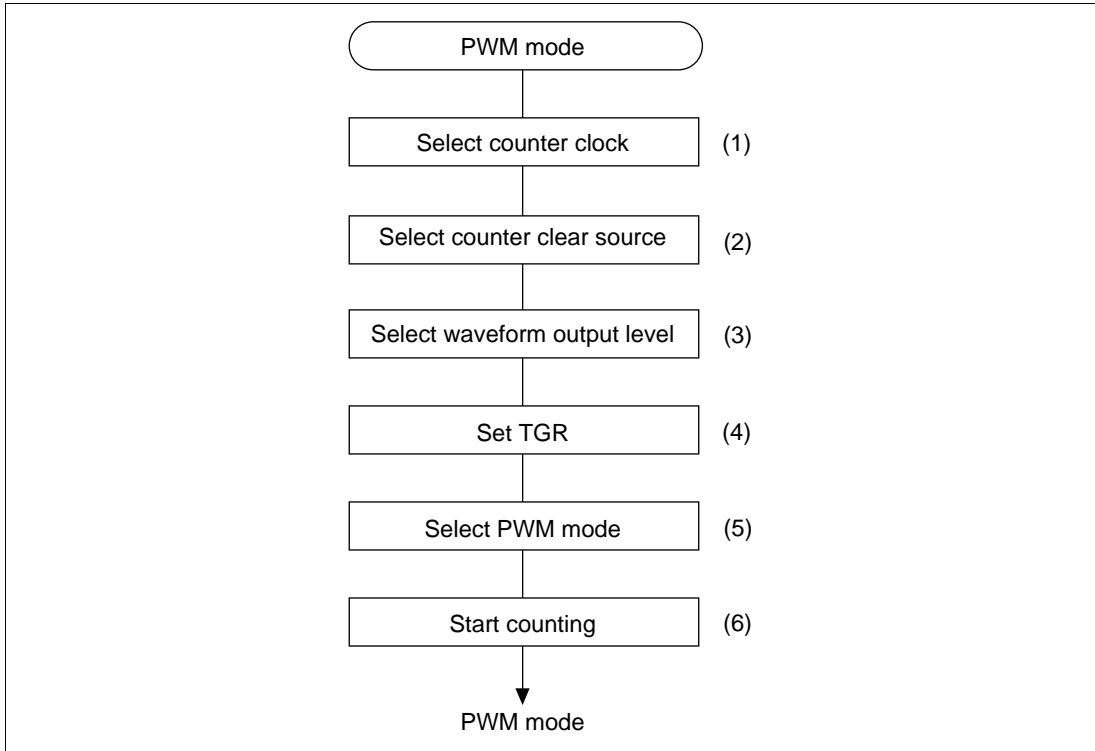 PWM mode
Select counter clock (1)
Select counter clear source (2)
Select waveform output level (3)
Set TGR (4)
Select PWM mode (5)
Start counting (6)
PWM mode